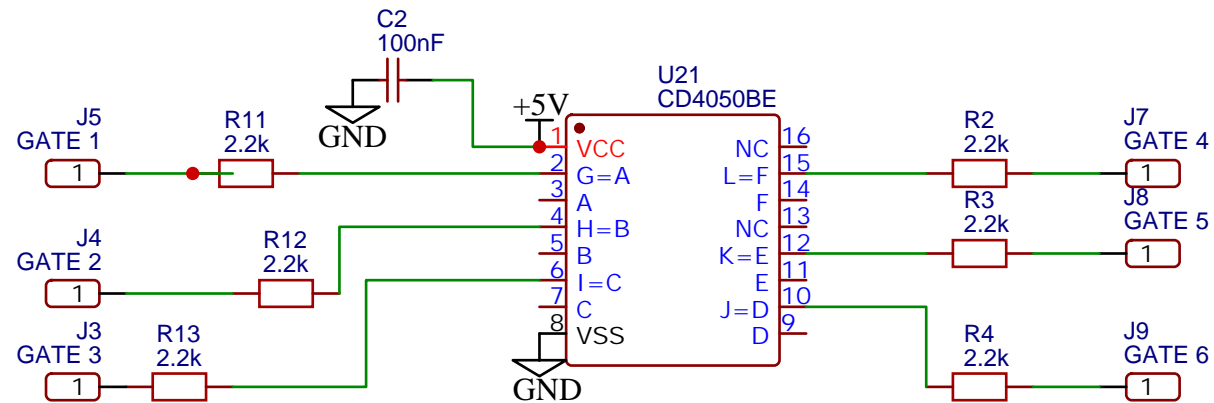 C2
100nF
GND
+5V
U21
CD4050BE
J5
GATE 1
1
R11
2.2k
J4
GATE 2
1
R12
2.2k
J3
GATE 3
1
R13
2.2k
1 VCC
2 G=A
3 A
4 H=B
5 B
6 I=C
7 C
8 VSS
GND
NC 16
L=F 15
F 14
NC 13
K=E 12
E 11
J=D 10
D 9
R2
2.2k
J7
GATE 4
1
R3
2.2k
J8
GATE 5
1
R4
2.2k
J9
GATE 6
1